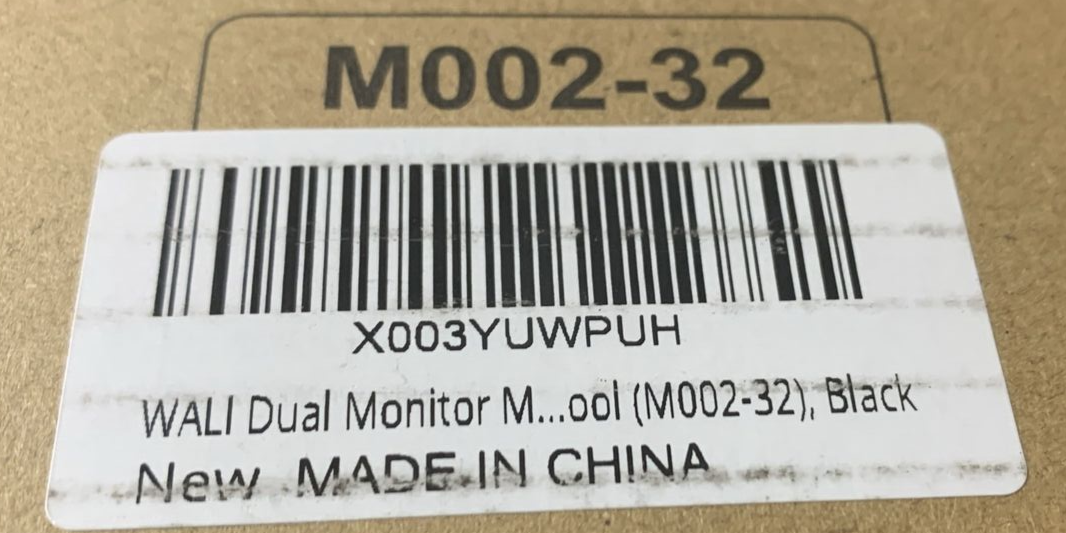 M002-32
X003YUWPUH
WALI Dual Monitor M...ool (M002-32), Black
New MADE IN CHINA